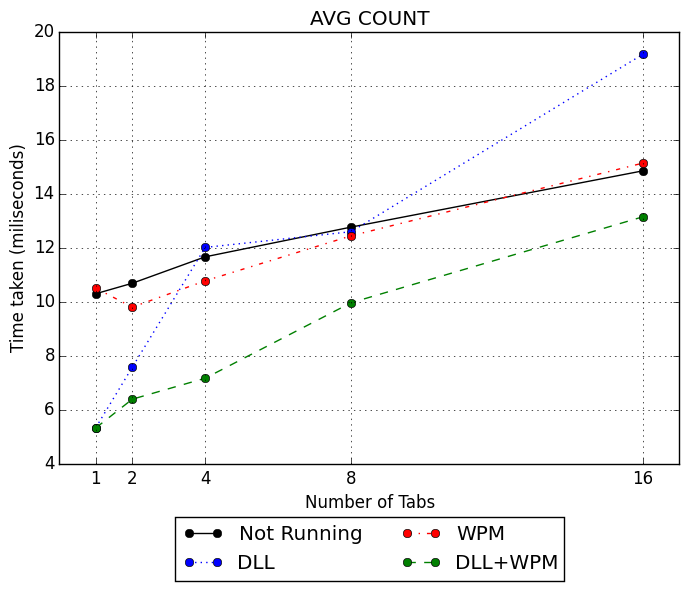 AVG COUNT
20
18
16
14
12
10
8
6
4
Time taken (miliseconds)
1 2 4 8 16
Number of Tabs
Not Running WPM
DLL DLL+WPM